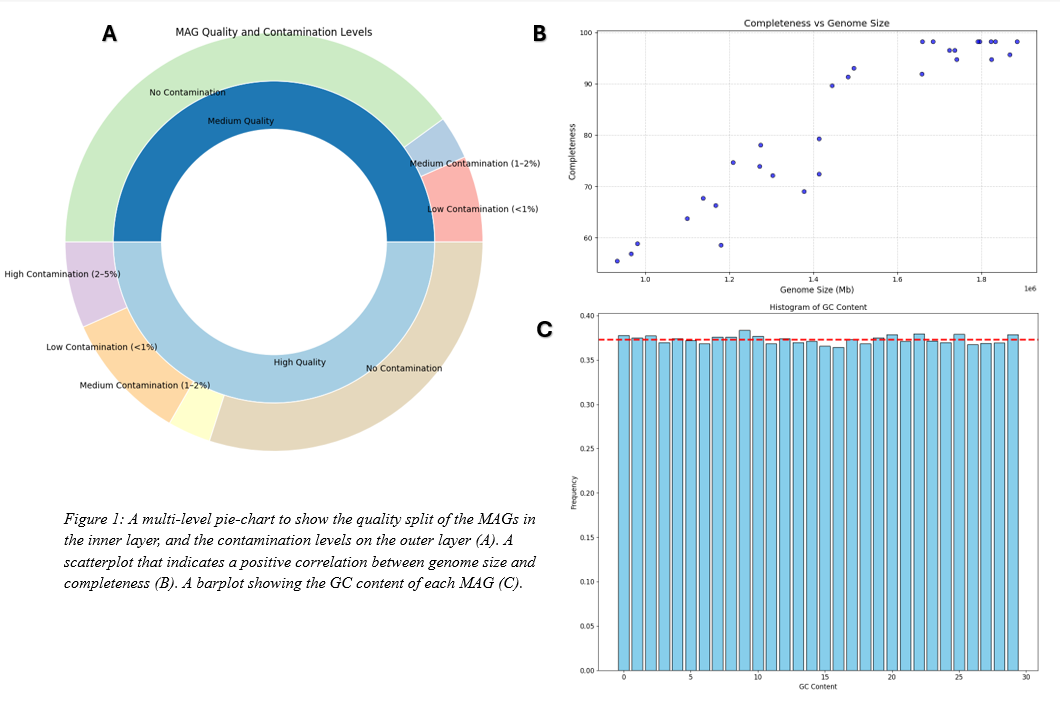 A
MAG Quality and Contamination Levels
No Contamination
Medium Quality
Medium Contamination (1–2%)
Low Contamination (<1%)
High Contamination (2–5%)
Low Contamination (<1%)
High Quality
No Contamination
Medium Contamination (1–2%)
Figure 1: A multi-level pie-chart to show the quality split of the MAGs in
the inner layer, and the contamination levels on the outer layer (A). A
scatterplot that indicates a positive correlation between genome size and
completeness (B). A barplot showing the GC content of each MAG (C).
B
Completeness vs Genome Size
100
90
80
70
60
Completeness
1.0 1.2 1.4 1.6 1.8
1e6
Genome Size (Mb)
C
Histogram of GC Content
0.40
0.35
0.30
0.25
0.20
0.15
0.10
0.05
0.00
Frequency
0 5 10 15 20 25 30
GC Content